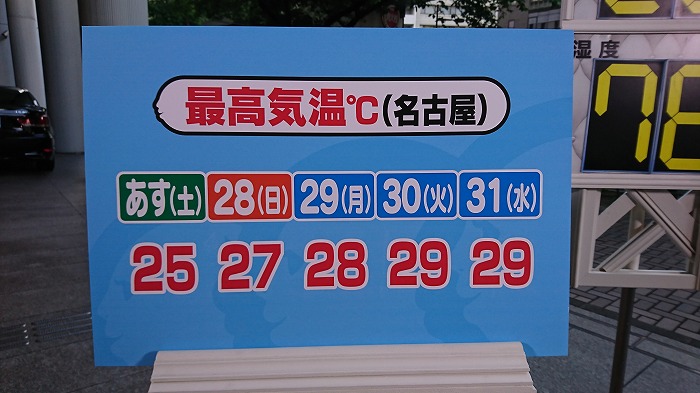 最高気温℃(名古屋)
あす(土) 28(日) 29(月) 30(火) 31(水)
25 27 28 29 29
湿度